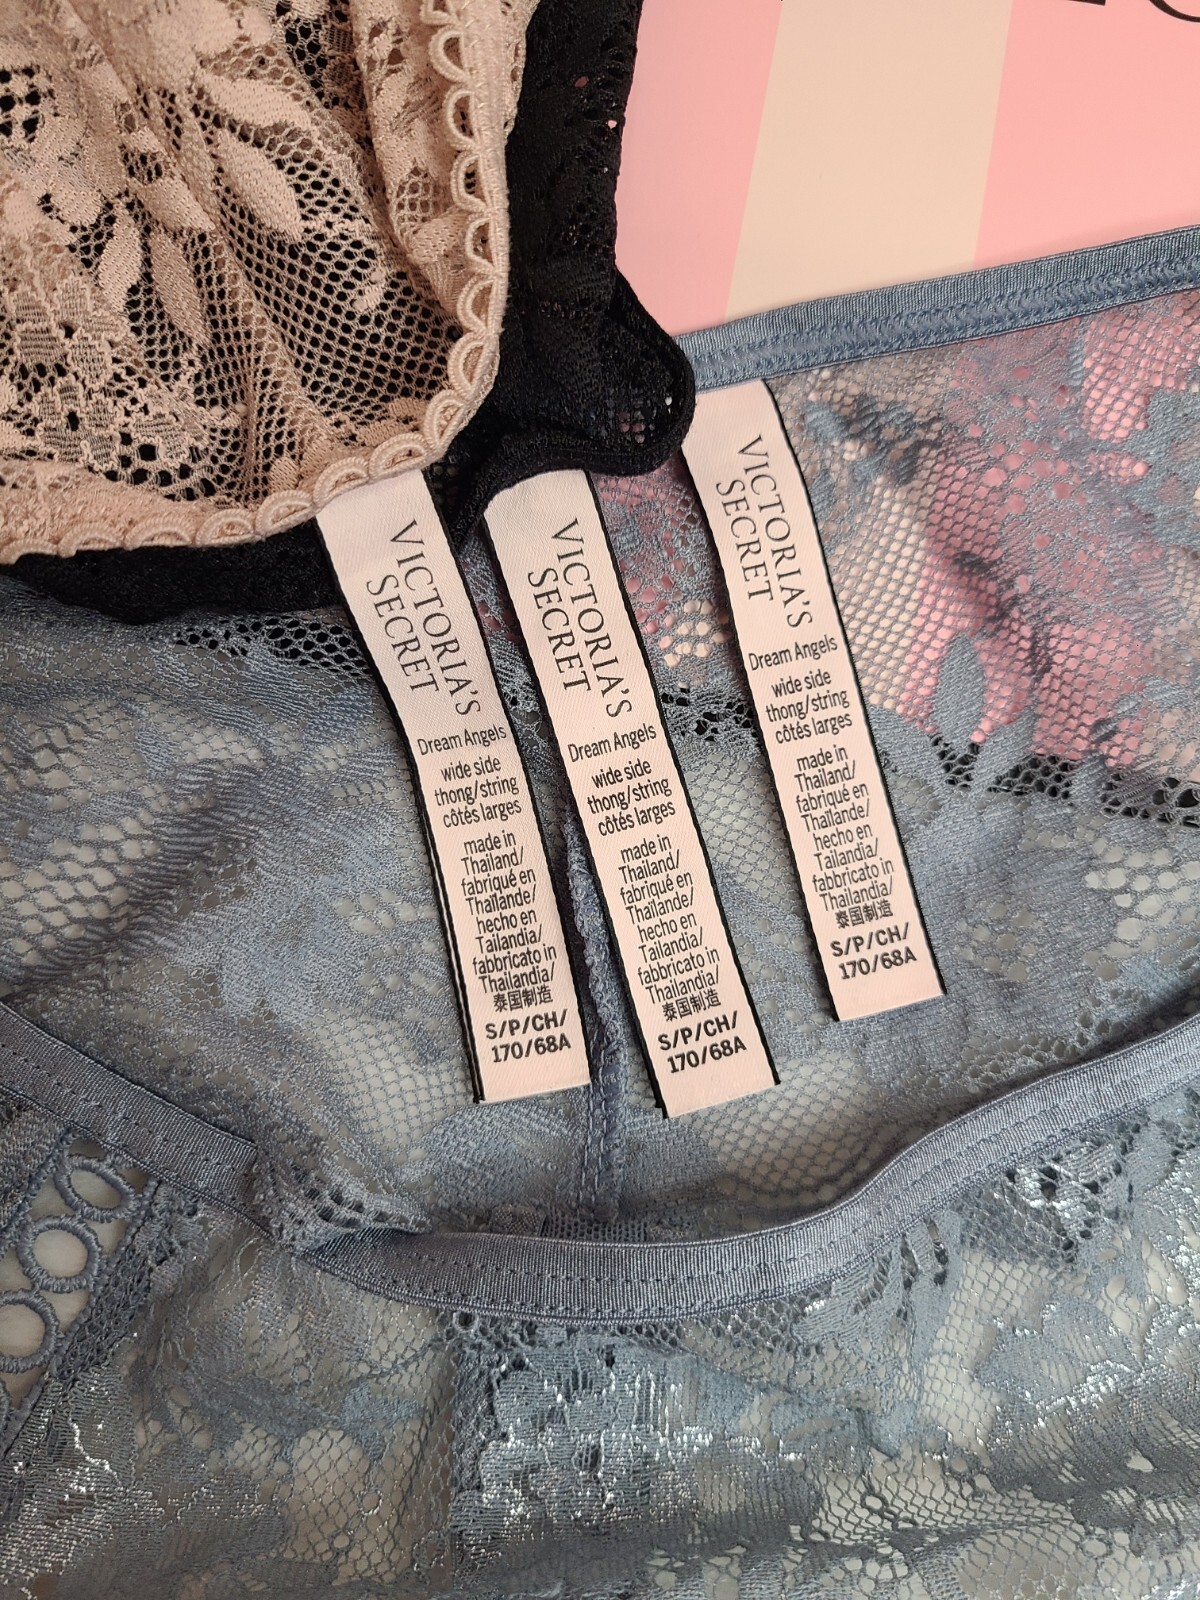 VICTORIA'S
SECRET
Dream Angels
wide side
thong/string
côtés larges
made in
Thailand/
fabriqué en
Thaïlande/
hecho en
Tailandia/
fabbricato in
Thailandia/
泰国制造
S/P/CH/
170/68A
VICTORIA'S
SECRET
Dream Angels
wide side
thong/string
côtés larges
made in
Thailand/
fabriqué en
Thaïlande/
hecho en
Tailandia/
fabbricato in
Thailandia/
泰国制造
S/P/CH/
170/68A
VICTORIA'S
SECRET
Dream Angels
wide side
thong/string
côtés larges
made in
Thailand/
fabriqué en
Thaïlande/
hecho en
Tailandia/
fabbricato in
Thailandia/
泰国制造
S/P/CH/
170/68A